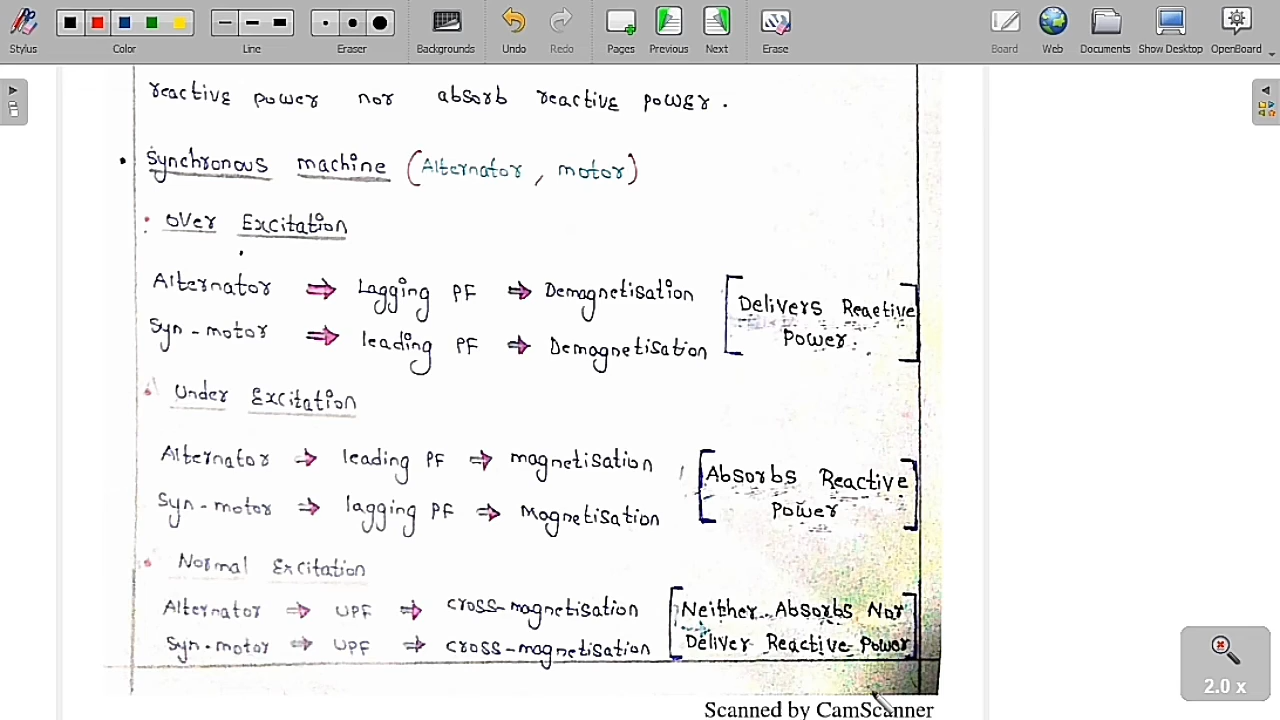 Stylus Color Line Eraser Backgrounds Undo Redo Pages Previous Next Erase Board Web Documents Show Desktop OpenBoard
reactive power nor absorb reactive power.
• Synchronous machine (Alternator, motor)
: Over Excitation
Alternator ⇒ Lagging PF ⇒ Demagnetisation [Delivers Reactive
Syn-motor ⇒ leading PF ⇒ Demagnetisation Power.]
• Under Excitation
Alternator ⇒ leading PF ⇒ magnetisation [Absorbs Reactive
Syn-motor ⇒ lagging PF ⇒ Magnetisation Power]
• Normal Excitation
Alternator ⇒ UPF ⇒ cross-magnetisation [Neither Absorbs Nor
Syn-motor ⇒ UPF ⇒ cross-magnetisation Deliver Reactive Power]
2.0 x
Scanned by CamScanner